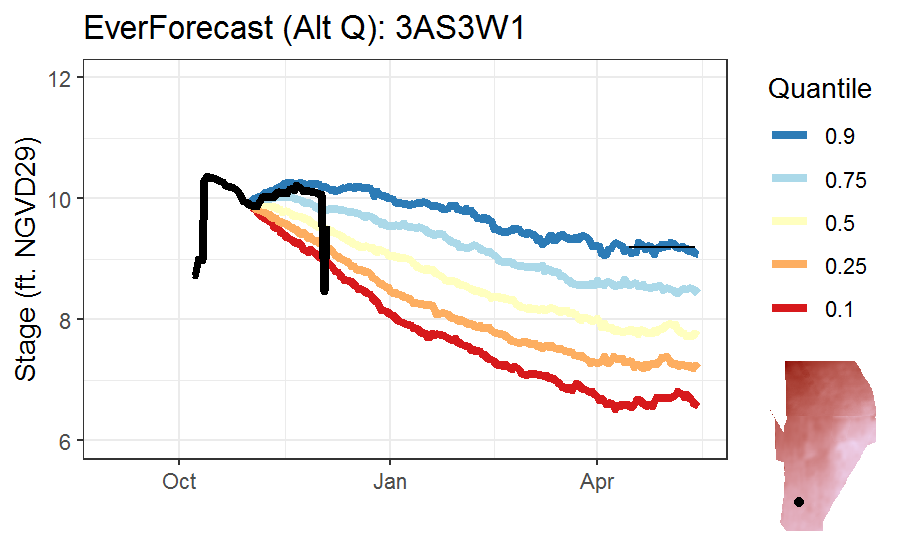 EverForecast (Alt Q): 3AS3W1
Stage (ft. NGVD29)
12
10
8
6
Oct
Jan
Apr
Quantile
0.9
0.75
0.5
0.25
0.1